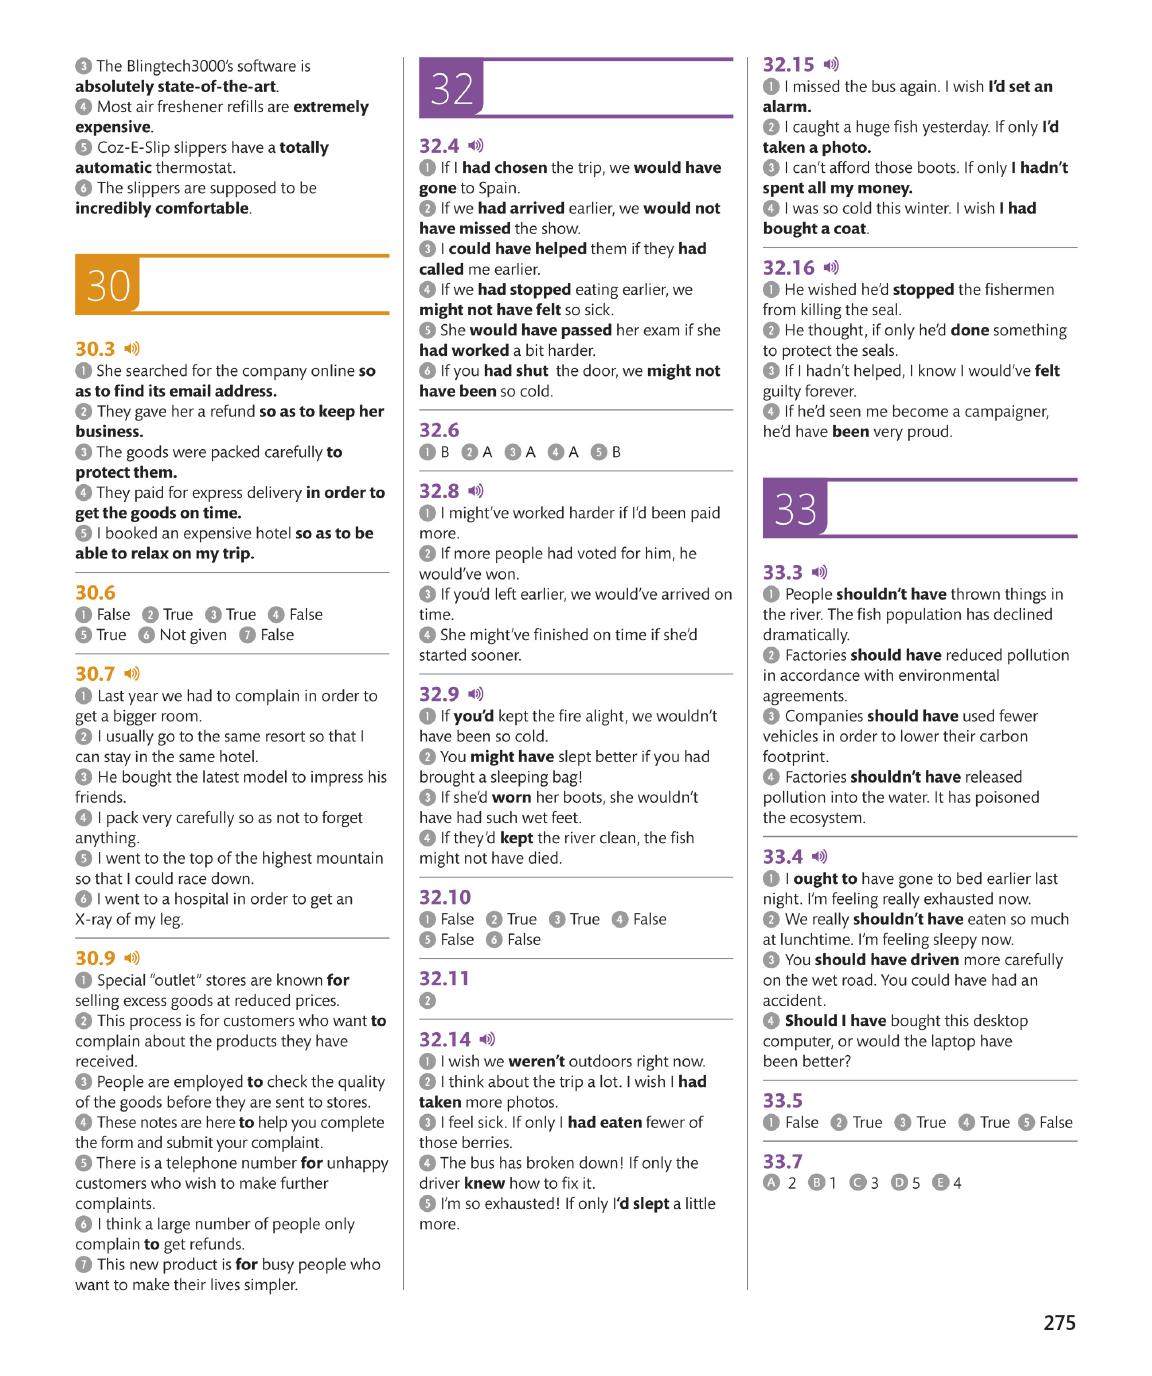 3 The Blingtech3000's software is
absolutely state-of-the-art.
4 Most air freshener refills are extremely
expensive.
5 Coz-E-Slip slippers have a totally
automatic thermostat.
6 The slippers are supposed to be
incredibly comfortable.
30
30.3
1 She searched for the company online so
as to find its email address.
2 They gave her a refund so as to keep her
business.
3 The goods were packed carefully to
protect them.
4 They paid for express delivery in order to
get the goods on time.
5 I booked an expensive hotel so as to be
able to relax on my trip.
30.6
1 False 2 True 3 True 4 False
5 True 6 Not given 7 False
30.7
1 Last year we had to complain in order to
get a bigger room.
2 I usually go to the same resort so that I
can stay in the same hotel.
3 He bought the latest model to impress his
friends.
4 I pack very carefully so as not to forget
anything.
5 I went to the top of the highest mountain
so that I could race down.
6 I went to a hospital in order to get an
X-ray of my leg.
30.9
1 Special "outlet" stores are known for
selling excess goods at reduced prices.
2 This process is for customers who want to
complain about the products they have
received.
3 People are employed to check the quality
of the goods before they are sent to stores.
4 These notes are here to help you complete
the form and submit your complaint.
5 There is a telephone number for unhappy
customers who wish to make further
complaints.
6 I think a large number of people only
complain to get refunds.
7 This new product is for busy people who
want to make their lives simpler.
32
32.4
1 If I had chosen the trip, we would have
gone to Spain.
2 If we had arrived earlier, we would not
have missed the show.
3 I could have helped them if they had
called me earlier.
4 If we had stopped eating earlier, we
might not have felt so sick.
5 She would have passed her exam if she
had worked a bit harder.
6 If you had shut the door, we might not
have been so cold.
32.6
1 B 2 A 3 A 4 A 5 B
32.8
1 I might've worked harder if I'd been paid
more.
2 If more people had voted for him, he
would've won.
3 If you'd left earlier, we would've arrived on
time.
4 She might've finished on time if she'd
started sooner.
32.9
1 If you'd kept the fire alight, we wouldn't
have been so cold.
2 You might have slept better if you had
brought a sleeping bag!
3 If she'd worn her boots, she wouldn't
have had such wet feet.
4 If they'd kept the river clean, the fish
might not have died.
32.10
1 False 2 True 3 True 4 False
5 False 6 False
32.11
2
32.14
1 I wish we weren't outdoors right now.
2 I think about the trip a lot. I wish I had
taken more photos.
3 I feel sick. If only I had eaten fewer of
those berries.
4 The bus has broken down! If only the
driver knew how to fix it.
5 I'm so exhausted! If only I'd slept a little
more.
32.15
1 I missed the bus again. I wish I'd set an
alarm.
2 I caught a huge fish yesterday. If only I'd
taken a photo.
3 I can't afford those boots. If only I hadn't
spent all my money.
4 I was so cold this winter. I wish I had
bought a coat.
32.16
1 He wished he'd stopped the fishermen
from killing the seal.
2 He thought, if only he'd done something
to protect the seals.
3 If I hadn't helped, I know I would've felt
guilty forever.
4 If he'd seen me become a campaigner,
he'd have been very proud.
33
33.3
1 People shouldn't have thrown things in
the river. The fish population has declined
dramatically.
2 Factories should have reduced pollution
in accordance with environmental
agreements.
3 Companies should have used fewer
vehicles in order to lower their carbon
footprint.
4 Factories shouldn't have released
pollution into the water. It has poisoned
the ecosystem.
33.4
1 I ought to have gone to bed earlier last
night. I'm feeling really exhausted now.
2 We really shouldn't have eaten so much
at lunchtime. I'm feeling sleepy now.
3 You should have driven more carefully
on the wet road. You could have had an
accident.
4 Should I have bought this desktop
computer, or would the laptop have
been better?
33.5
1 False 2 True 3 True 4 True 5 False
33.7
A 2 B 1 C 3 D 5 E 4
275